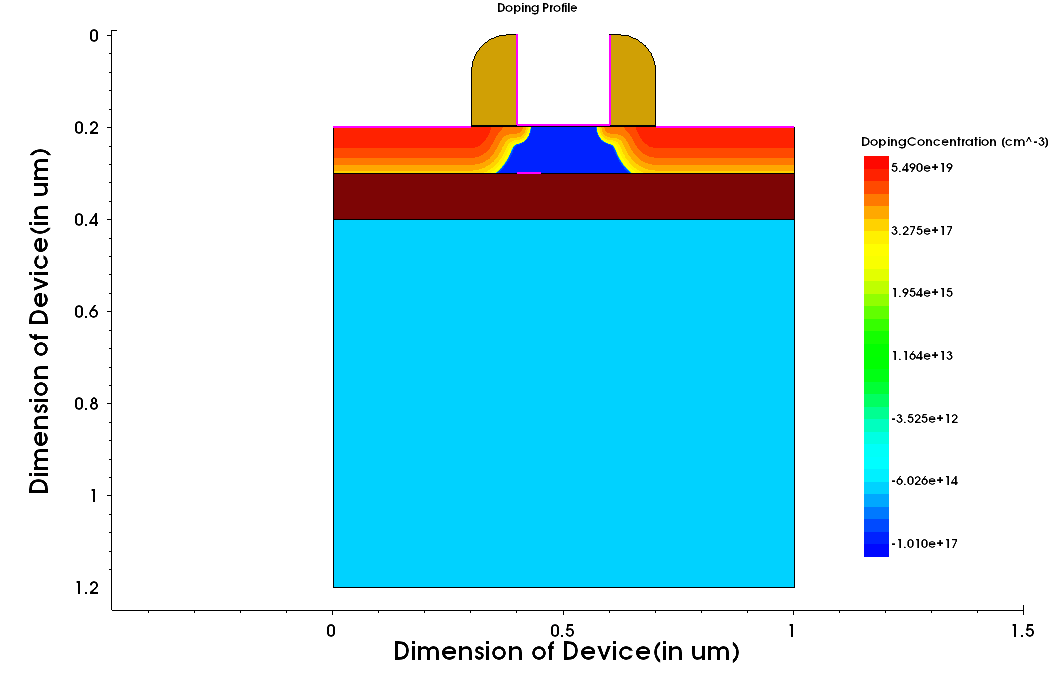 Doping Profile
0
0.2
0.4
0.6
0.8
1
1.2
Dimension of Device(in um)
0
0.5
1
1.5
Dimension of Device(in um)
DopingConcentration (cm^-3)
5.490e+19
3.275e+17
1.954e+15
1.164e+13
-3.525e+12
-6.026e+14
-1.010e+17